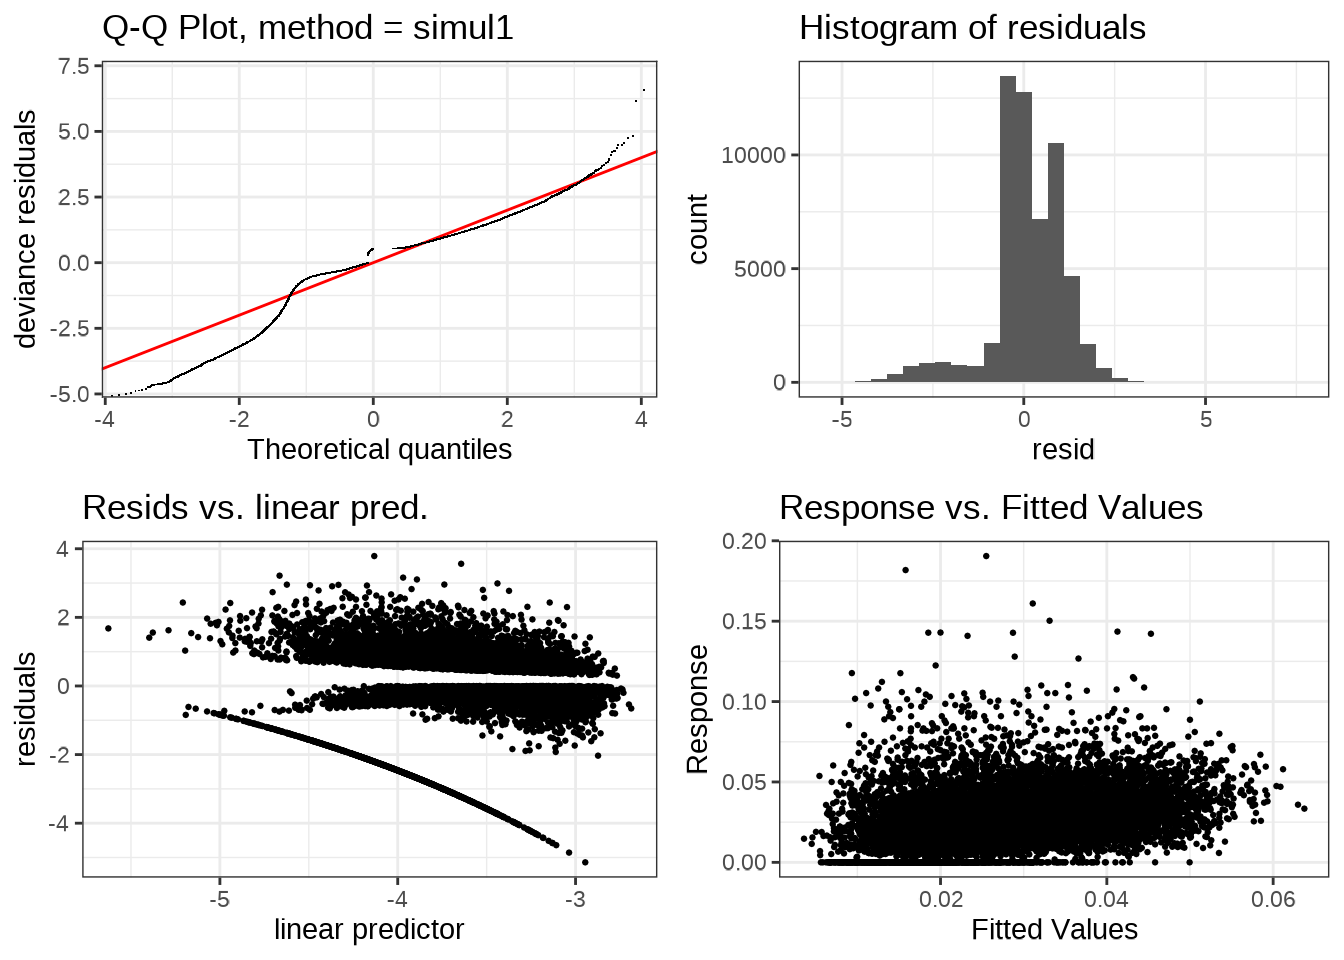 Q-Q Plot, method = simul1
7.5
5.0
2.5
0.0
-2.5
-5.0
deviance residuals
-4
-2
0
2
4
Theoretical quantiles
Histogram of residuals
10000
5000
0
count
-5
0
5
resid
Resids vs. linear pred.
4
2
0
-2
-4
residuals
-5
-4
-3
linear predictor
Response vs. Fitted Values
0.20
0.15
0.10
0.05
0.00
Response
0.02
0.04
0.06
Fitted Values